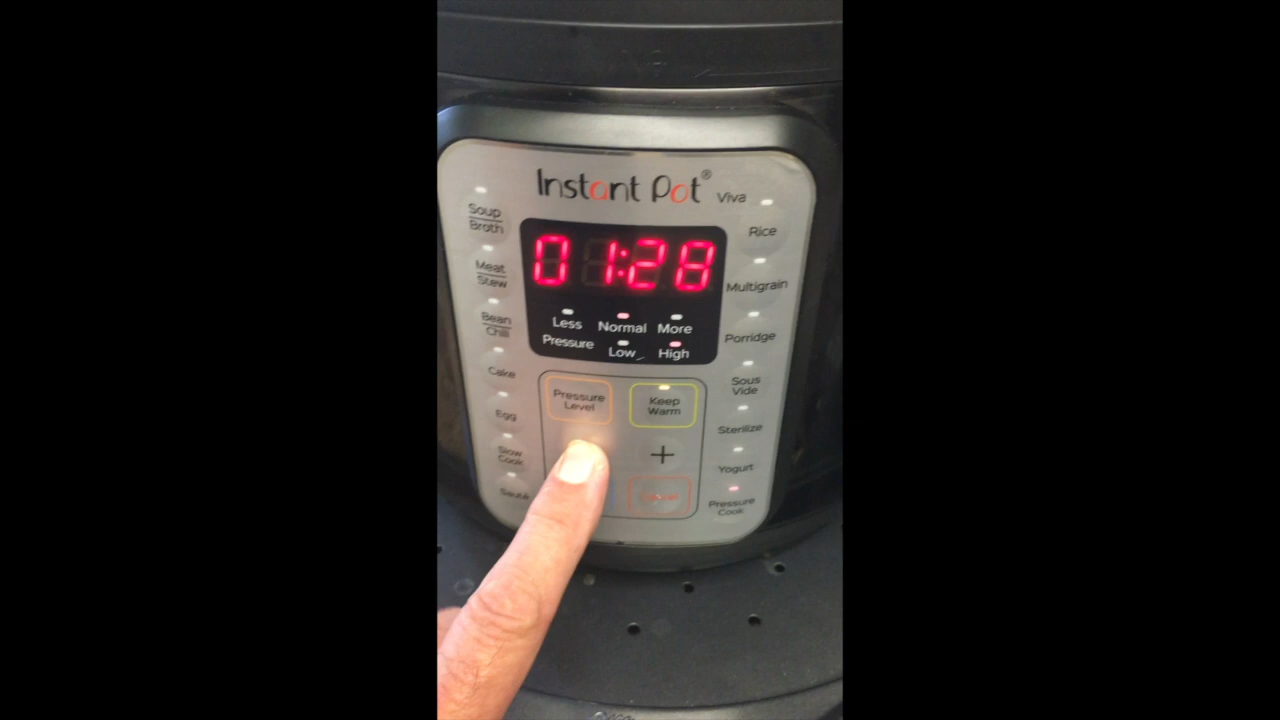 Instant Pot® Viva
Soup
Broth
Meat
Stew
Bean
Chili
Cake
Egg
Slow
Cook
Sauté
01:28
Less Normal More
Pressure Low High
Pressure
Level
Keep
Warm
+
Cancel
Rice
Multigrain
Porridge
Sous
Vide
Sterilize
Yogurt
Pressure
Cook